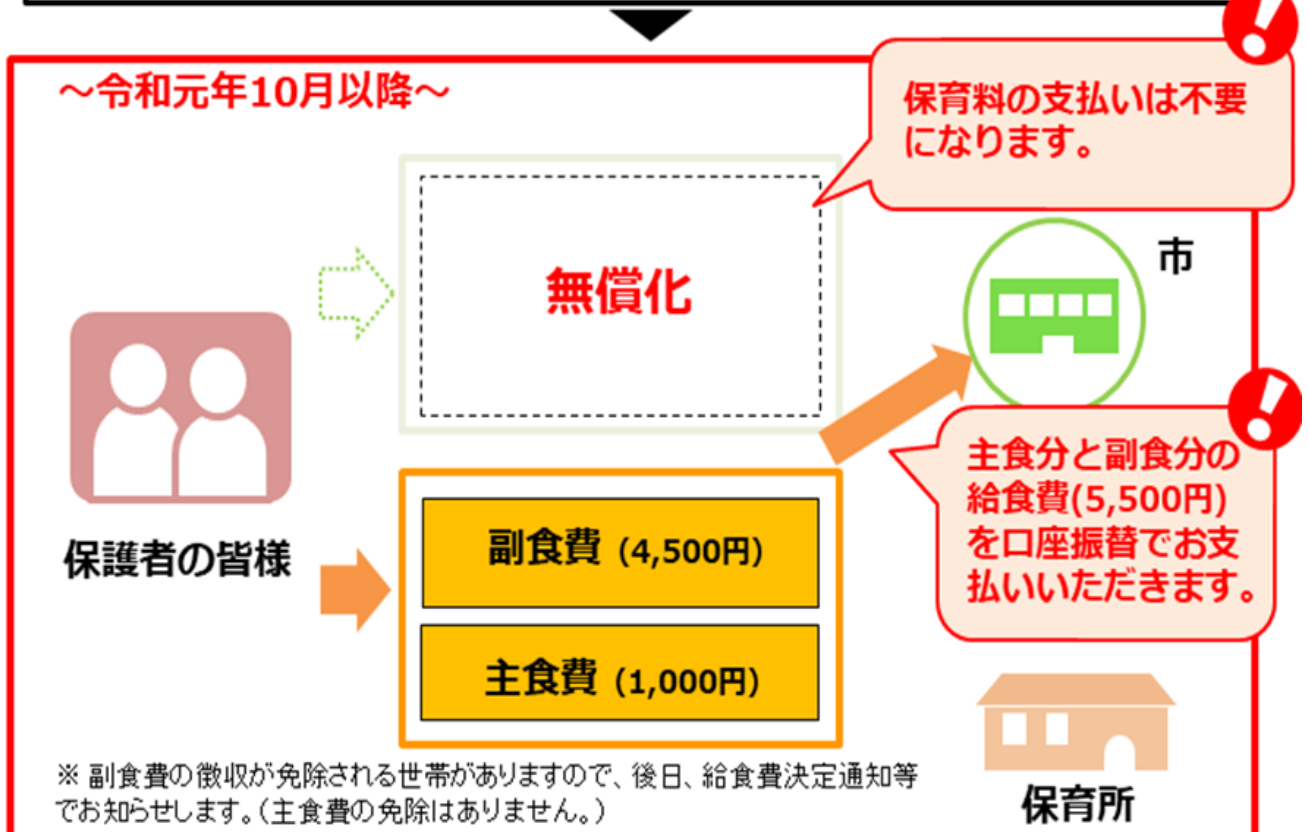 ～令和元年10月以降～
保育料の支払いは不要
になります。
無償化
市
保護者の皆様
副食費 (4,500円)
主食費 (1,000円)
主食分と副食分の
給食費(5,500円)
を口座振替でお支
払いいただきます。
保育所
※ 副食費の徴収が免除される世帯がありますので、後日、給食費決定通知等
でお知らせします。(主食費の免除はありません。)